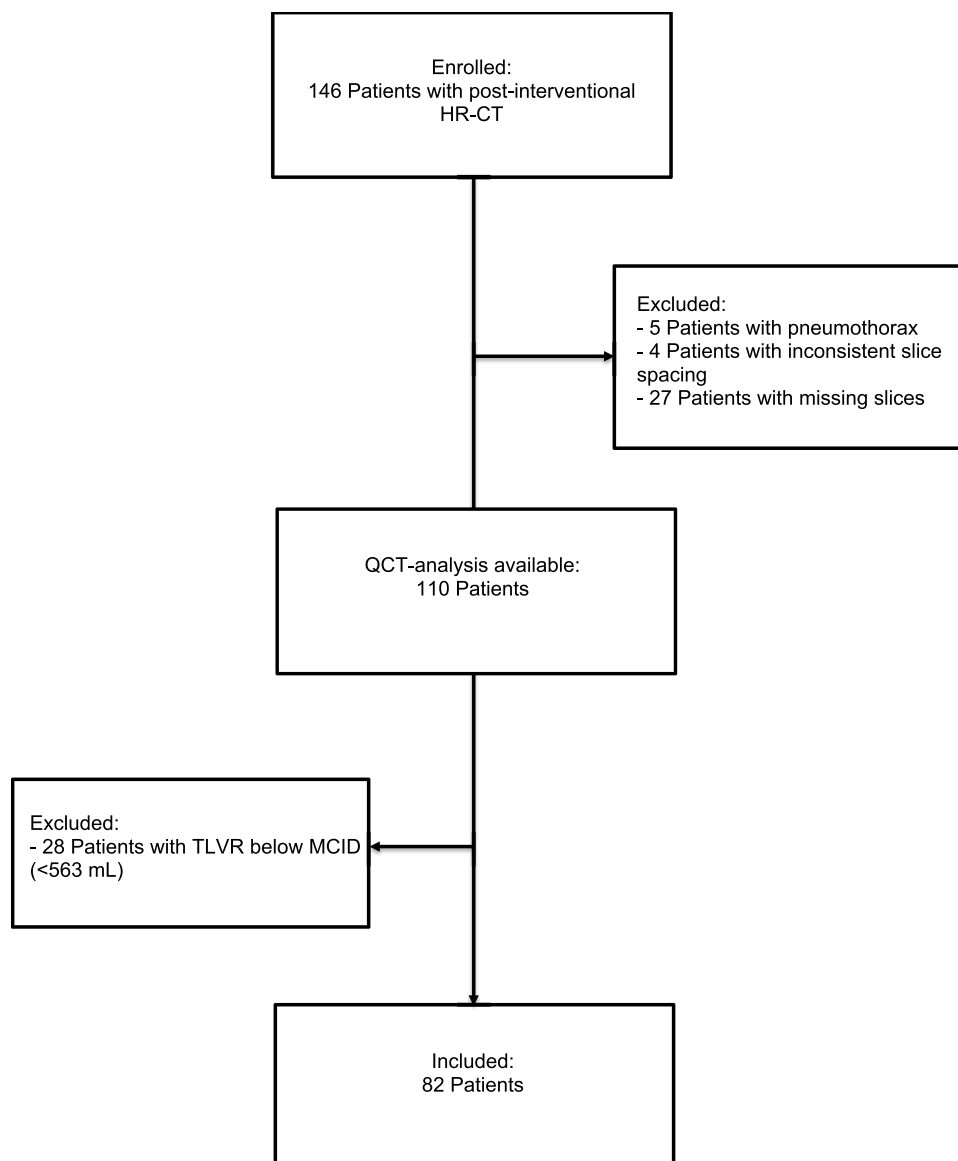 Enrolled:
146 Patients with post-interventional
HR-CT
Excluded:
- 5 Patients with pneumothorax
- 4 Patients with inconsistent slice
spacing
- 27 Patients with missing slices
QCT-analysis available:
110 Patients
Excluded:
- 28 Patients with TLVR below MCID
(<563 mL)
Included:
82 Patients